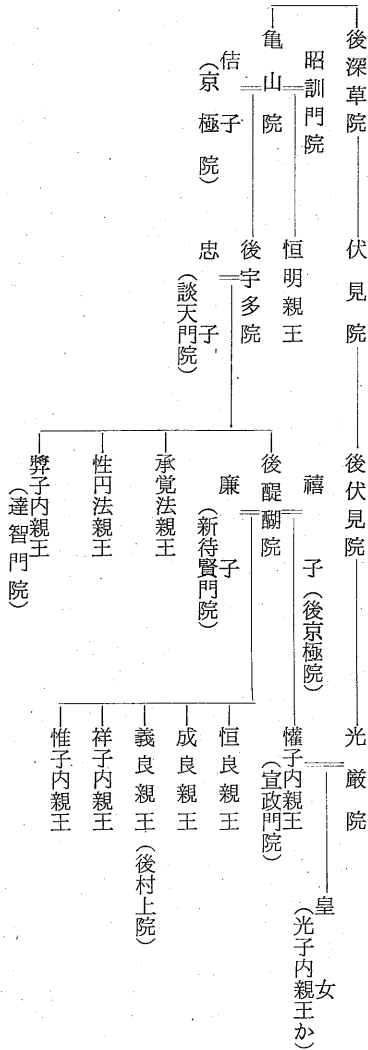 後深草院
伏見院
後伏見院
光厳院
皇女
(光子内親王か)
昭訓門院
亀山院
佶子
(京極院)
恒明親王
後宇多院
忠子
(談天門院)
禧子(後京極院)
後醍醐院
廉子
(新待賢門院)
承覚法親王
性円法親王
弊子内親王
(達智門院)
懽子内親王
(宣政門院)
恒良親王
成良親王
義良親王(後村上院)
祥子内親王
惟子内親王